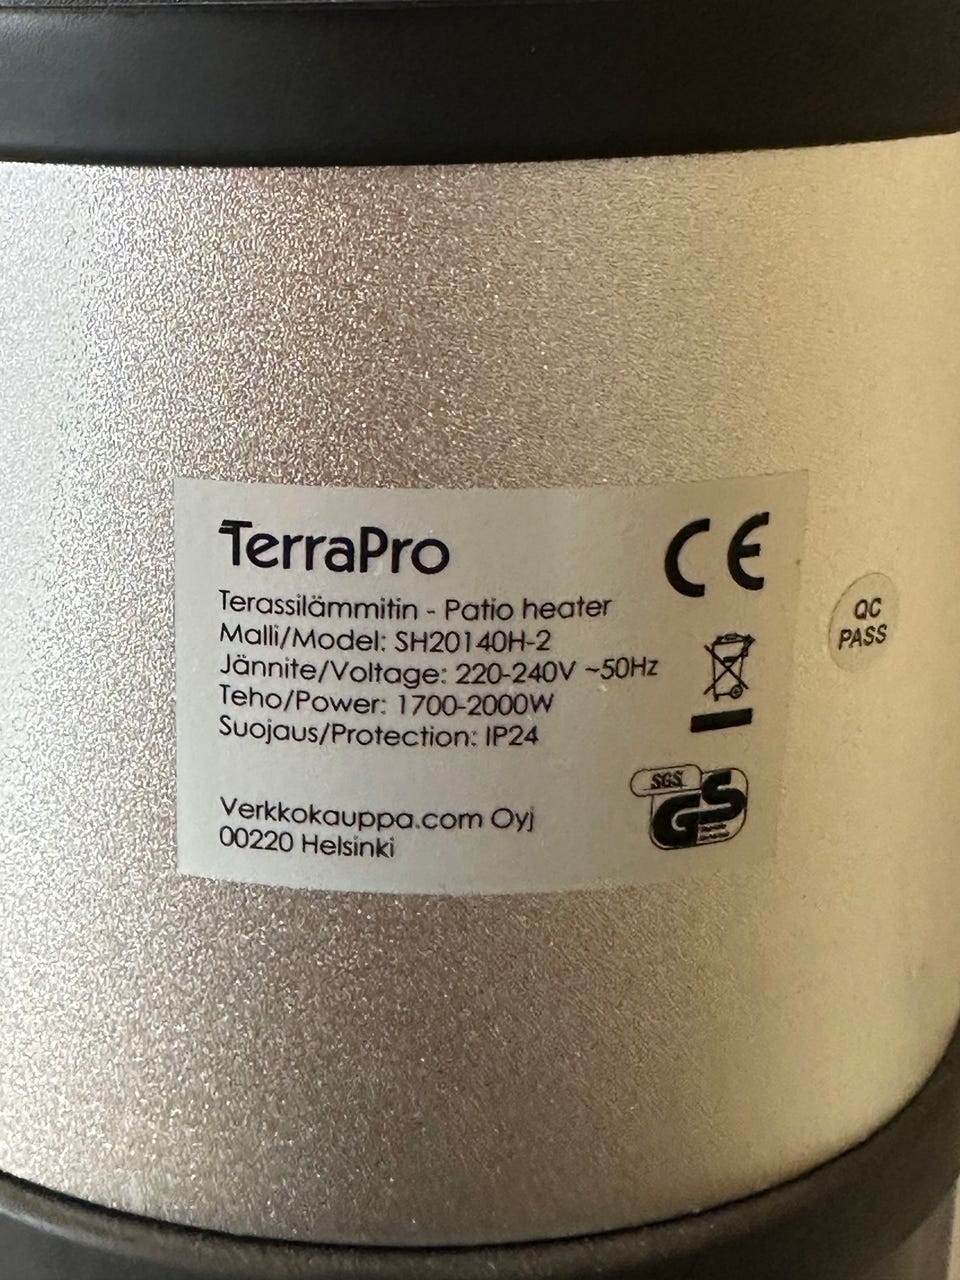 TerraPro
CE
Terassilämmitin - Patio heater
Malli/Model: SH20140H-2
Jännite/Voltage: 220-240V ~50Hz
Teho/Power: 1700-2000W
Suojaus/Protection: IP24
QC
PASS
SGS
GS
Verkkokauppa.com Oyj
00220 Helsinki